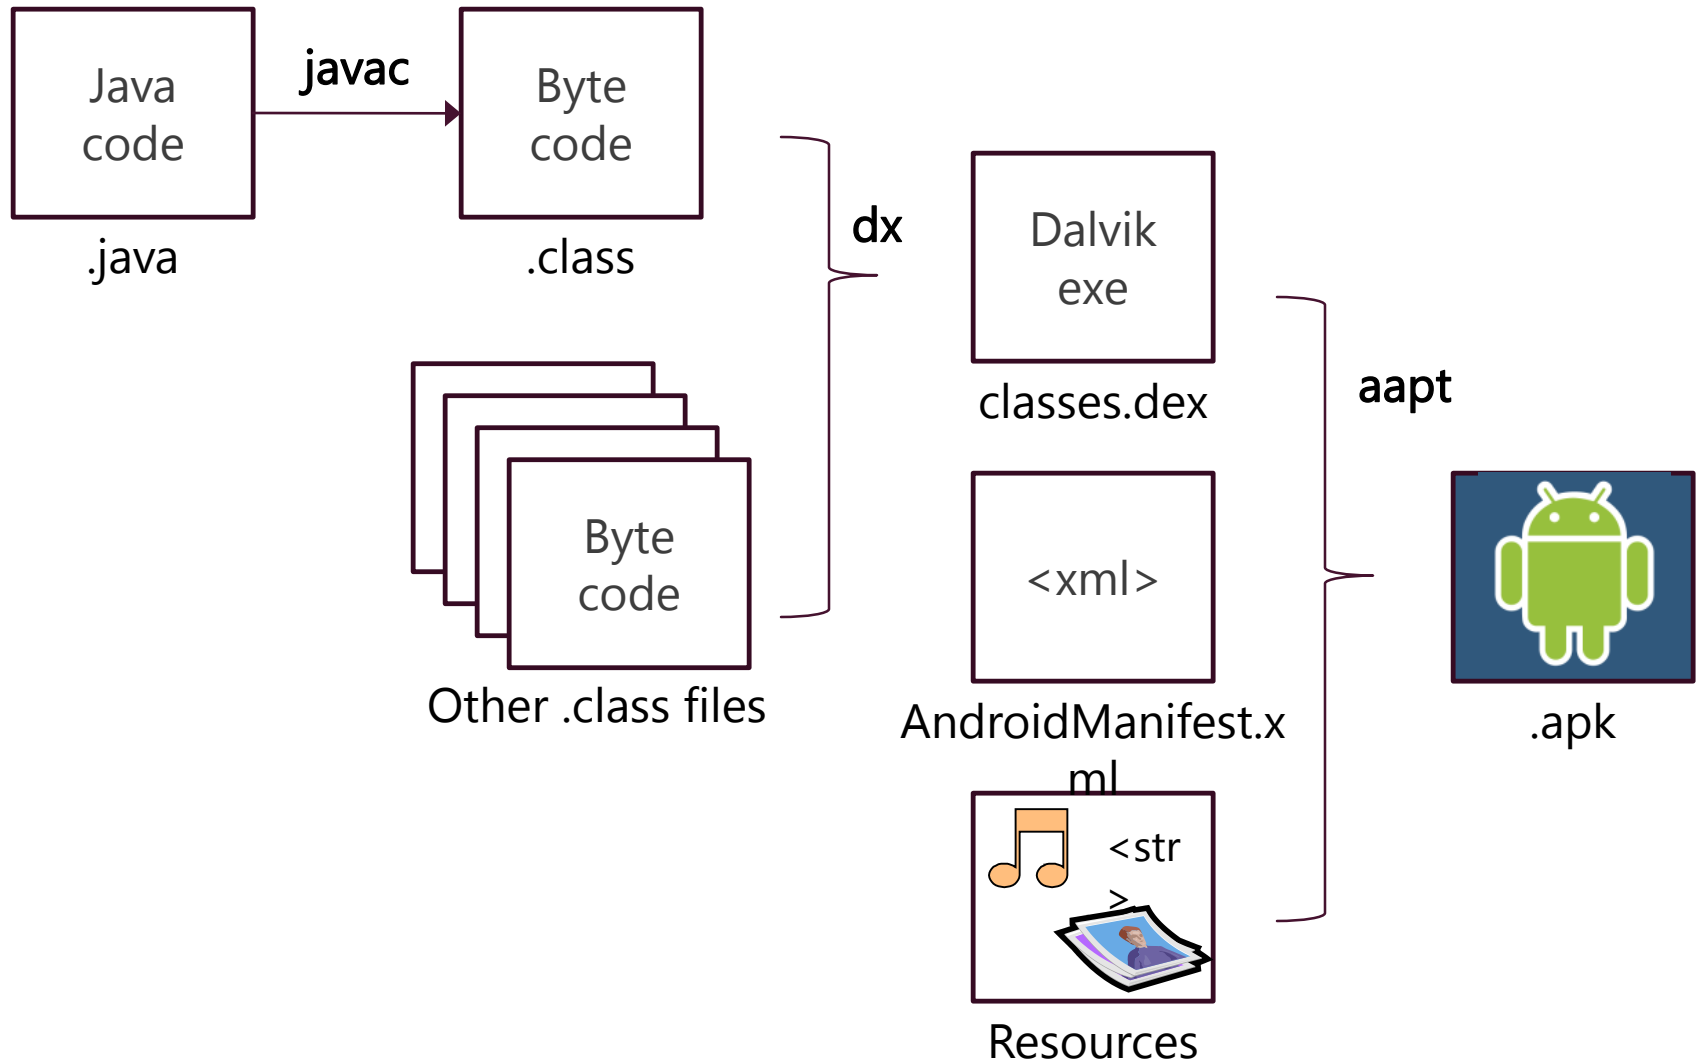 Java
code
.java
javac
Byte
code
.class
Byte
code
Other .class files
dx
Dalvik
exe
classes.dex
<xml>
AndroidManifest.x
ml
<str
>
Resources
aapt
.apk